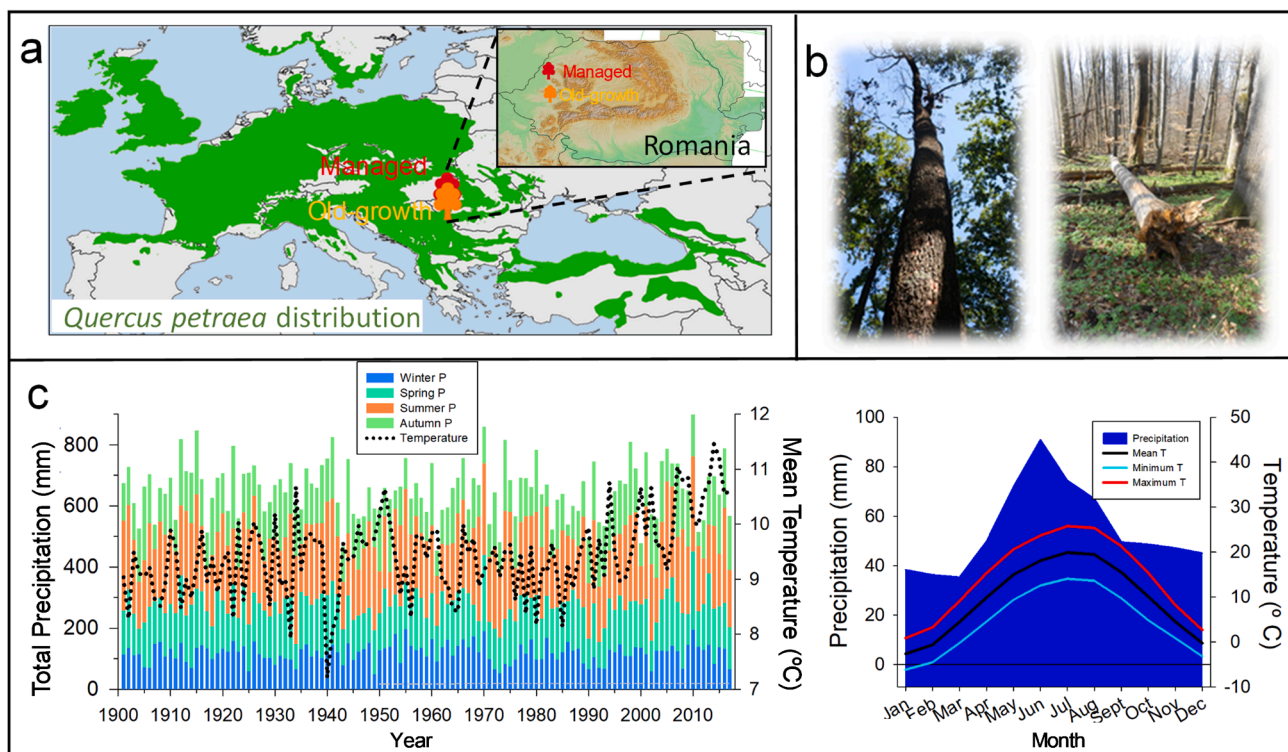 a
Managed
Old-growth
Romania
Managed
Old-growth
Quercus petraea distribution
b
c
Winter P
Spring P
Summer P
Autumn P
Temperature
Total Precipitation (mm)
800
600
400
200
0
12
11
10
9
8
7
Mean Temperature (ºC)
1900 1910 1920 1930 1940 1950 1960 1970 1980 1990 2000 2010
Year
Precipitation
Mean T
Minimum T
Maximum T
Precipitation (mm)
100
80
60
40
20
0
50
40
30
20
10
0
-10
Temperature (º C)
Jan Feb Mar Apr May Jun Jul Aug Sept Oct Nov Dec
Month